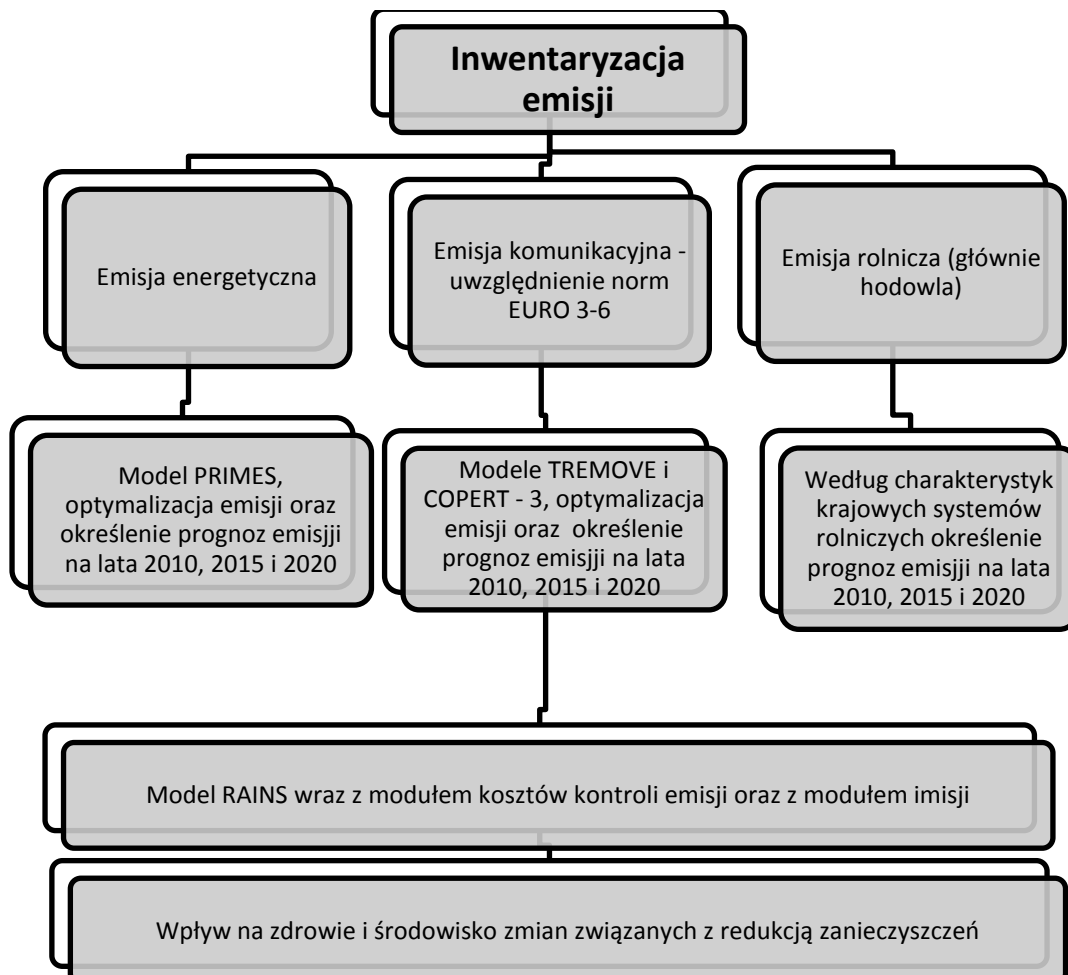 Inwentaryzacja
emisji
Emisja energetyczna
Emisja komunikacyjna -
uwzględnienie norm
EURO 3-6
Emisja rolnicza (głównie
hodowla)
Model PRIMES,
optymalizacja emisji oraz
określenie prognoz emisjji
na lata 2010, 2015 i 2020
Modele TREMOVE i
COPERT - 3, optymalizacja
emisji oraz określenie
prognoz emisjji na lata
2010, 2015 i 2020
Według charakterystyk
krajowych systemów
rolniczych określenie
prognoz emisjji na lata
2010, 2015 i 2020
Model RAINS wraz z modułem kosztów kontroli emisji oraz z modułem imisji
Wpływ na zdrowie i środowisko zmian związanych z redukcją zanieczyszczeń